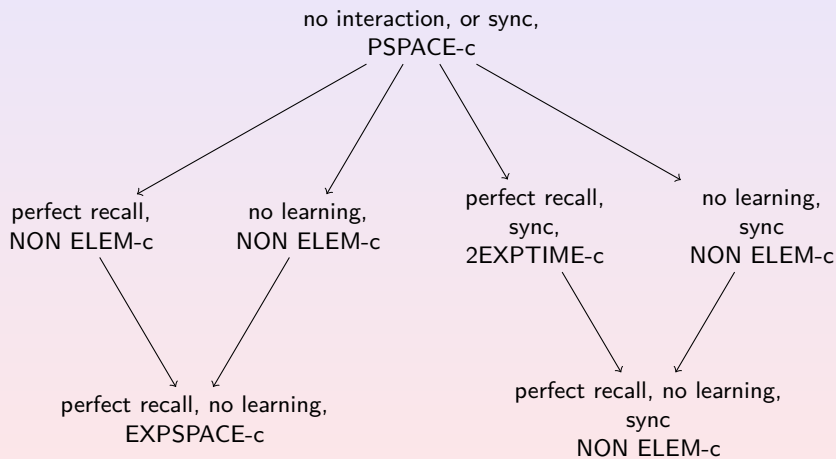 no interaction, or sync,
PSPACE-c
perfect recall,
NON ELEM-c
no learning,
NON ELEM-c
perfect recall,
sync,
2EXPTIME-c
no learning,
sync
NON ELEM-c
perfect recall, no learning,
EXPSPACE-c
perfect recall, no learning,
sync
NON ELEM-c